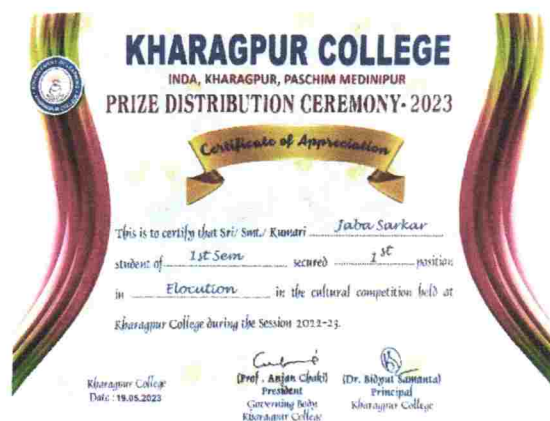 KHARAGPUR COLLEGE
INDA, KHARAGPUR, PASCHIM MEDINIPUR
PRIZE DISTRIBUTION CEREMONY- 2023
Certificate of Appreciation
This is to certify that Sri/ Smt./ Kumari Jaba Sarkar
student of 1st Sem secured 1st position
in Elocution in the cultural competition held at
Kharagpur College during the Session 2022-23.
Kharagpur College
Date : 19.05.2023
(Prof . Anjan Chaki)
President
Governing Body
Kharagpur College
(Dr. Bidyut Samanta)
Principal
Kharagpur College